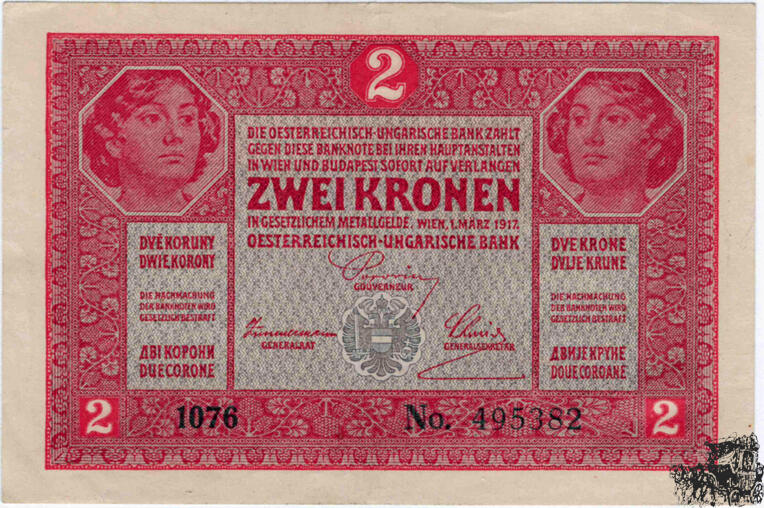 2
DIE OESTERREICHISCH-UNGARISCHE BANK ZAHLT
GEGEN DIESE BANKNOTE BEI IHREN HAUPTANSTALTEN
IN WIEN UND BUDAPEST SOFORT AUF VERLANGEN
ZWEI KRONEN
IN GESETZLICHEM METALLGELDE. WIEN, 1. MÄRZ 1917.
OESTERREICHISCH-UNGARISCHE BANK
GOUVERNEUR
GENERALRAT
GENERALSEKRETÄR
DVĚ KORUNY
DWIE KORONY
DIE NACHMACHUNG
DER BANKNOTEN WIRD
GESETZLICH BESTRAFT
ДВІ КОРОНИ
DUE CORONE
DVE KRONE
DVIJE KRUNE
DIE NACHMACHUNG
DER BANKNOTEN WIRD
GESETZLICH BESTRAFT
ДВИЈЕ КРУНЕ
DOUE COROANE
2
1076
No. 495382
2